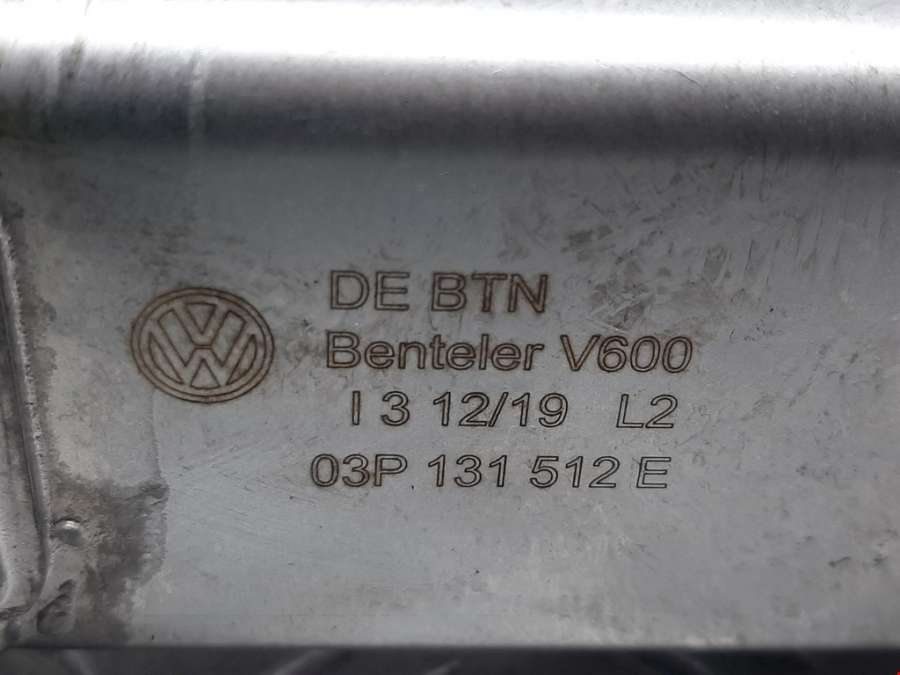 DE BTN
Benteler V600
I 3 12/19 L2
03P 131 512 E